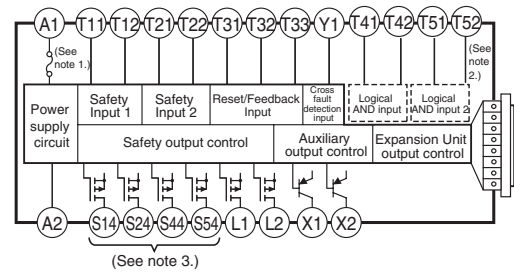 A1 T11 T12 T21 T22 T31 T32 T33 Y1 T41 T42 T51 T52
(See
note 1.)
(See
note
2.)
Power
supply
circuit
Safety
Input 1
Safety
Input 2
Reset/Feedback
Input
Cross
fault
detection
input
Logical
AND input
Logical
AND input 2
Safety output control
Auxiliary
output control
Expansion Unit
output control
A2 S14 S24 S44 S54 L1 L2 X1 X2
(See note 3.)